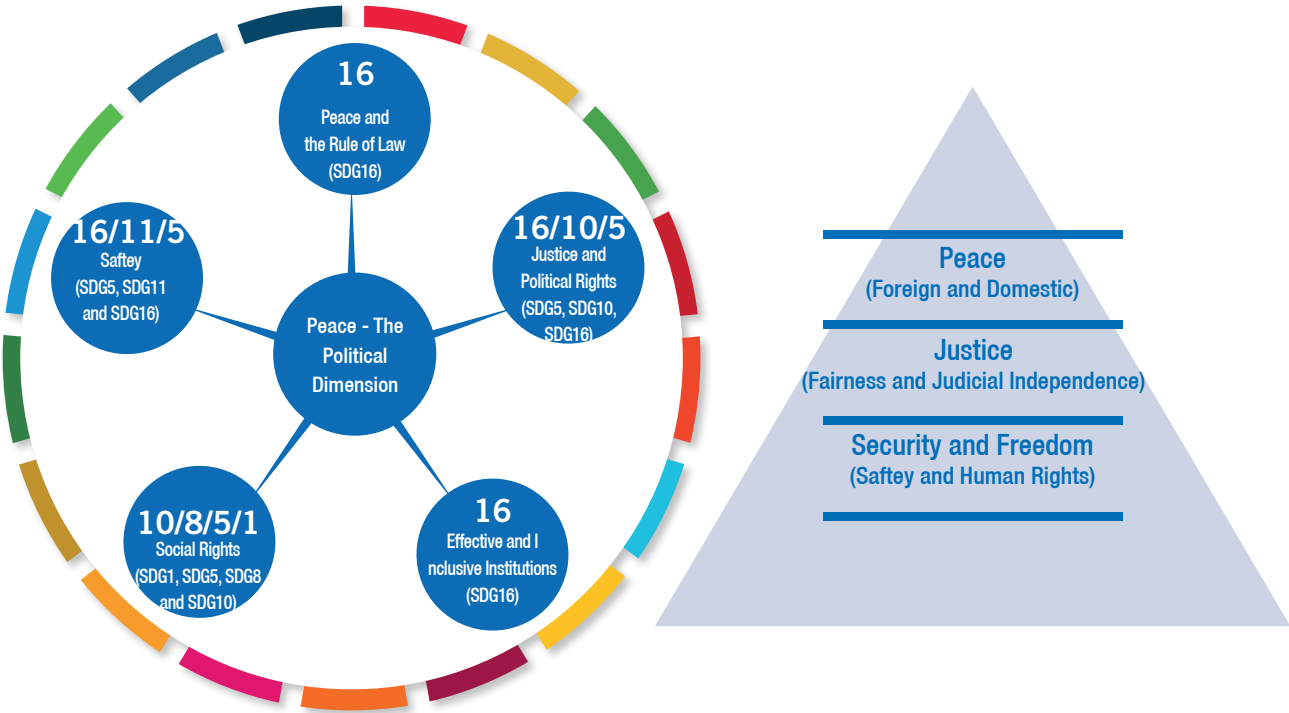 16
Peace and
the Rule of Law
(SDG16)
16/10/5
Justice and
Political Rights
(SDG5, SDG10,
SDG16)
16
Effective and I
nclusive Institutions
(SDG16)
10/8/5/1
Social Rights
(SDG1, SDG5, SDG8
and SDG10)
16/11/5
Saftey
(SDG5, SDG11
and SDG16)
Peace - The
Political
Dimension
Peace
(Foreign and Domestic)
Justice
(Fairness and Judicial Independence)
Security and Freedom
(Saftey and Human Rights)